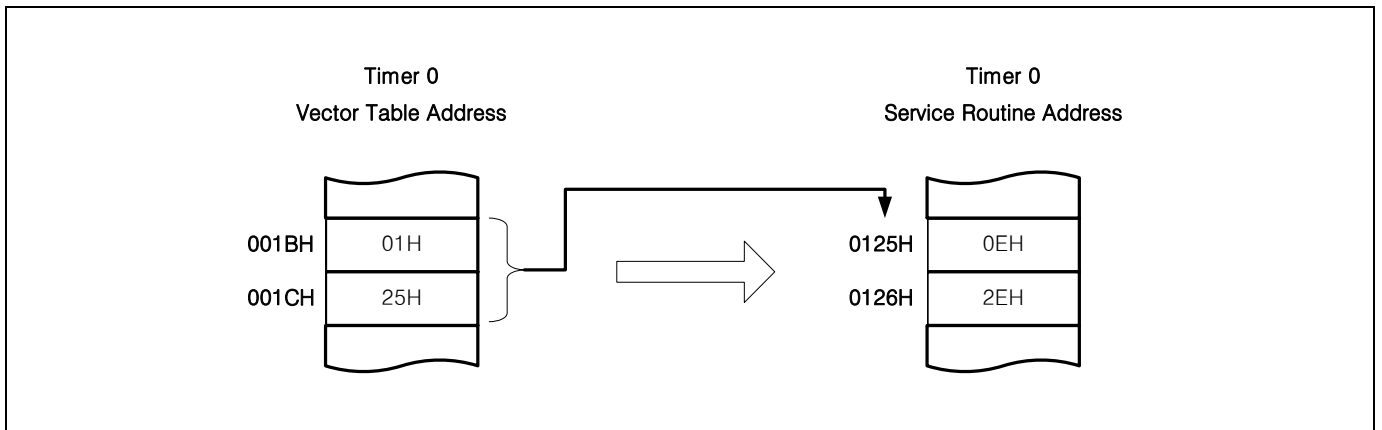 Timer 0
Vector Table Address
Timer 0
Service Routine Address
001BH 01H
001CH 25H
0125H 0EH
0126H 2EH